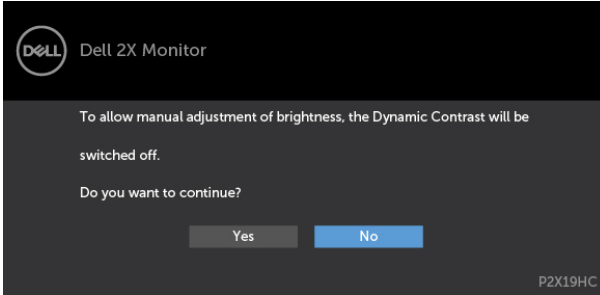 DELL
Dell 2X Monitor
To allow manual adjustment of brightness, the Dynamic Contrast will be
switched off.
Do you want to continue?
Yes
No
P2X19HC